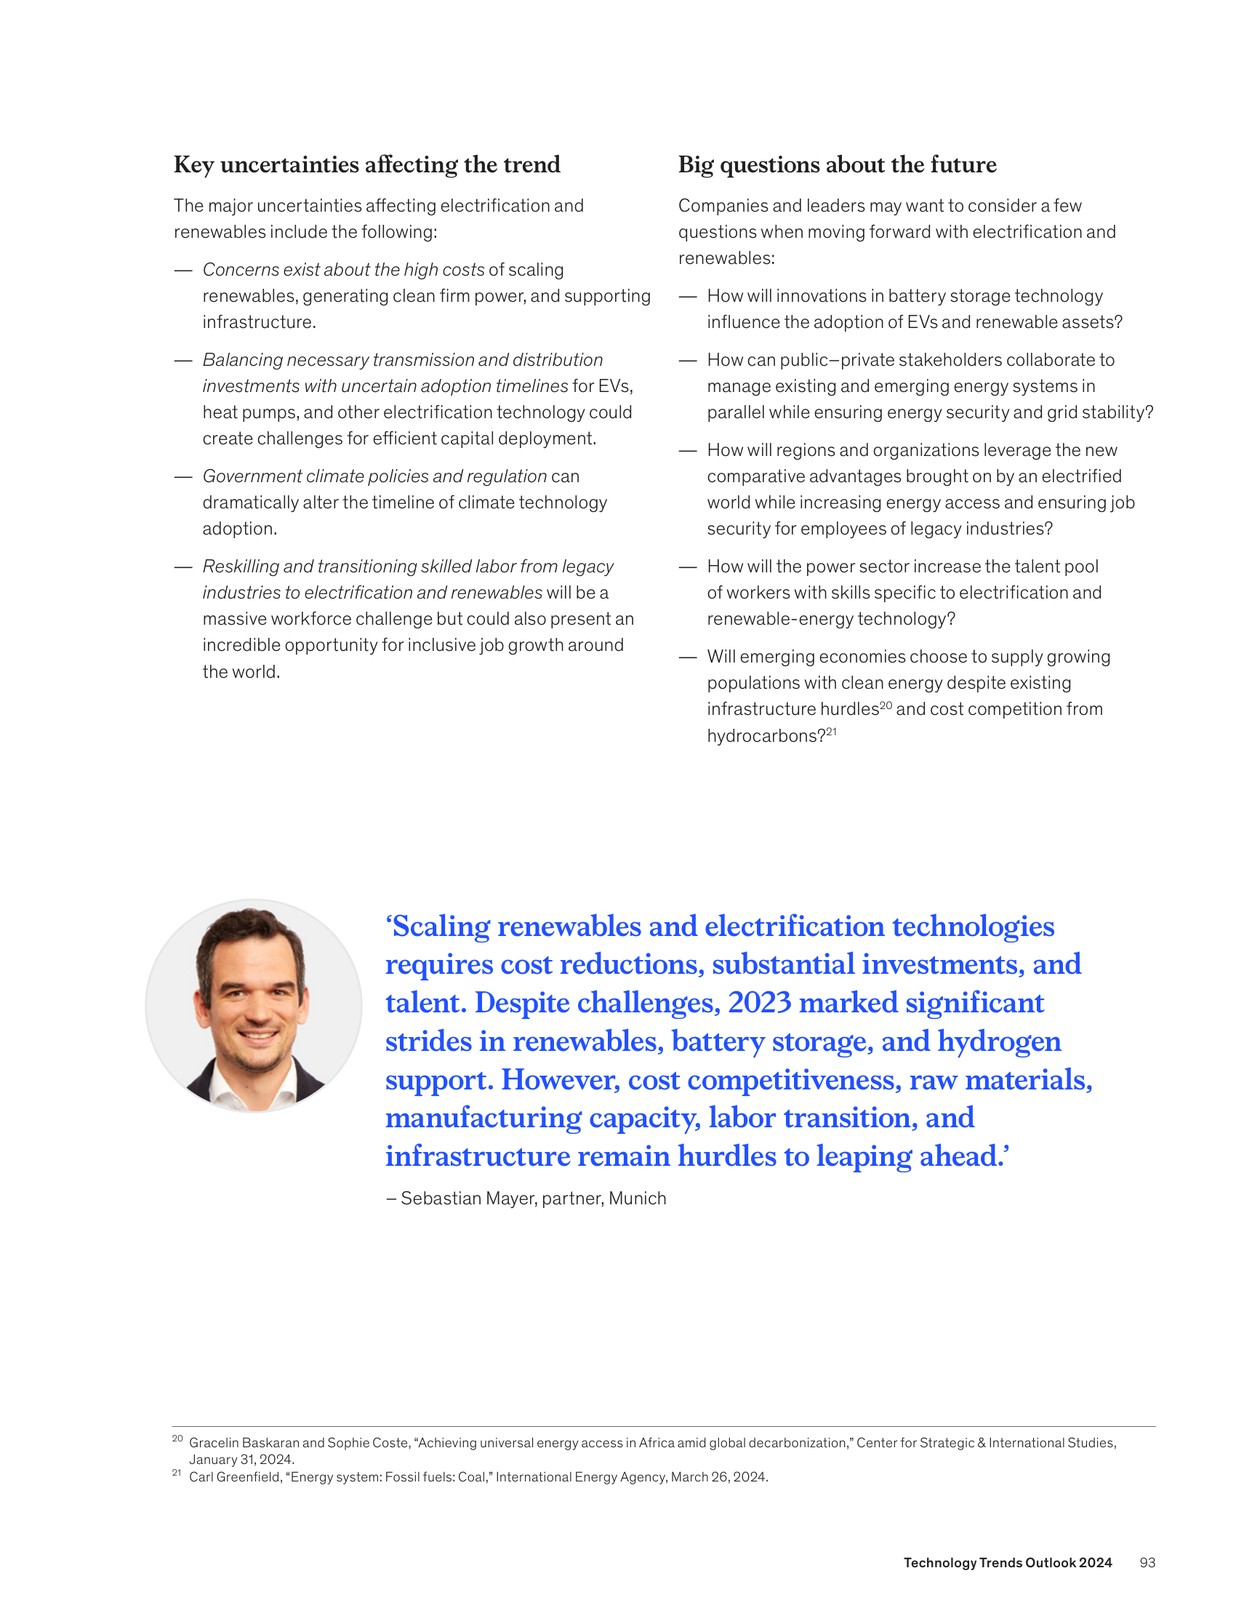 Key uncertainties affecting the trend
The major uncertainties affecting electrification and
renewables include the following:
— Concerns exist about the high costs of scaling
renewables, generating clean firm power, and supporting
infrastructure.
— Balancing necessary transmission and distribution
investments with uncertain adoption timelines for EVs,
heat pumps, and other electrification technology could
create challenges for efficient capital deployment.
— Government climate policies and regulation can
dramatically alter the timeline of climate technology
adoption.
— Reskilling and transitioning skilled labor from legacy
industries to electrification and renewables will be a
massive workforce challenge but could also present an
incredible opportunity for inclusive job growth around
the world.
Big questions about the future
Companies and leaders may want to consider a few
questions when moving forward with electrification and
renewables:
— How will innovations in battery storage technology
influence the adoption of EVs and renewable assets?
— How can public–private stakeholders collaborate to
manage existing and emerging energy systems in
parallel while ensuring energy security and grid stability?
— How will regions and organizations leverage the new
comparative advantages brought on by an electrified
world while increasing energy access and ensuring job
security for employees of legacy industries?
— How will the power sector increase the talent pool
of workers with skills specific to electrification and
renewable-energy technology?
— Will emerging economies choose to supply growing
populations with clean energy despite existing
infrastructure hurdles20 and cost competition from
hydrocarbons?21
‘Scaling renewables and electrification technologies
requires cost reductions, substantial investments, and
talent. Despite challenges, 2023 marked significant
strides in renewables, battery storage, and hydrogen
support. However, cost competitiveness, raw materials,
manufacturing capacity, labor transition, and
infrastructure remain hurdles to leaping ahead.’
– Sebastian Mayer, partner, Munich
20 Gracelin Baskaran and Sophie Coste, “Achieving universal energy access in Africa amid global decarbonization,” Center for Strategic & International Studies,
January 31, 2024.
21 Carl Greenfield, “Energy system: Fossil fuels: Coal,” International Energy Agency, March 26, 2024.
Technology Trends Outlook 2024 93